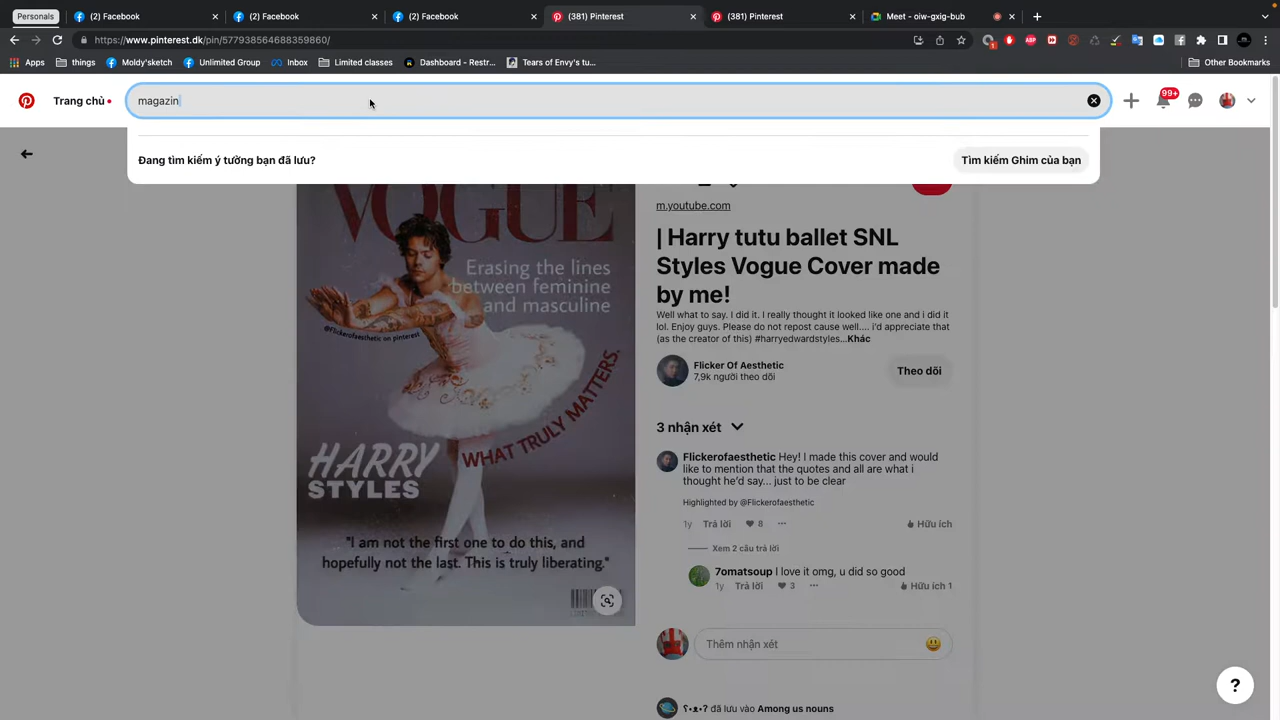 Personals
(2) Facebook
(2) Facebook
(2) Facebook
(381) Pinterest
(381) Pinterest
Meet - oiw-gxig-bub
https://www.pinterest.dk/pin/577938564688359860/
Apps
things
Moldy'sketch
Unlimited Group
Inbox
Limited classes
Dashboard - Restr...
Tears of Envy's tu...
Other Bookmarks
Trang chủ
magazin
99+
Đang tìm kiếm ý tưởng bạn đã lưu?
Tìm kiếm Ghim của bạn
VOGUE
Erasing the lines
between feminine
and masculine
@Flickerofaesthetic on pinterest
WHAT TRULY MATTERS.
HARRY
STYLES
"I am not the first one to do this, and
hopefully not the last. This is truly liberating."
m.youtube.com
| Harry tutu ballet SNL
Styles Vogue Cover made
by me!
Well what to say. I did it. I really thought it looked like one and i did it
lol. Enjoy guys. Please do not repost cause well.... i'd appreciate that
(as the creator of this) #harryedwardstyles...Khác
Flicker Of Aesthetic
7,9k người theo dõi
Theo dõi
3 nhận xét
Flickerofaesthetic Hey! I made this cover and would
like to mention that the quotes and all are what i
thought he'd say... just to be clear
Highlighted by @Flickerofaesthetic
1y Trả lời 8 ... Hữu ích
Xem 2 câu trả lời
7omatsoup I love it omg, u did so good
1y Trả lời 3 ... Hữu ích 1
Thêm nhận xét
ʕ•ᴥ•ʔ đã lưu vào Among us nouns
?